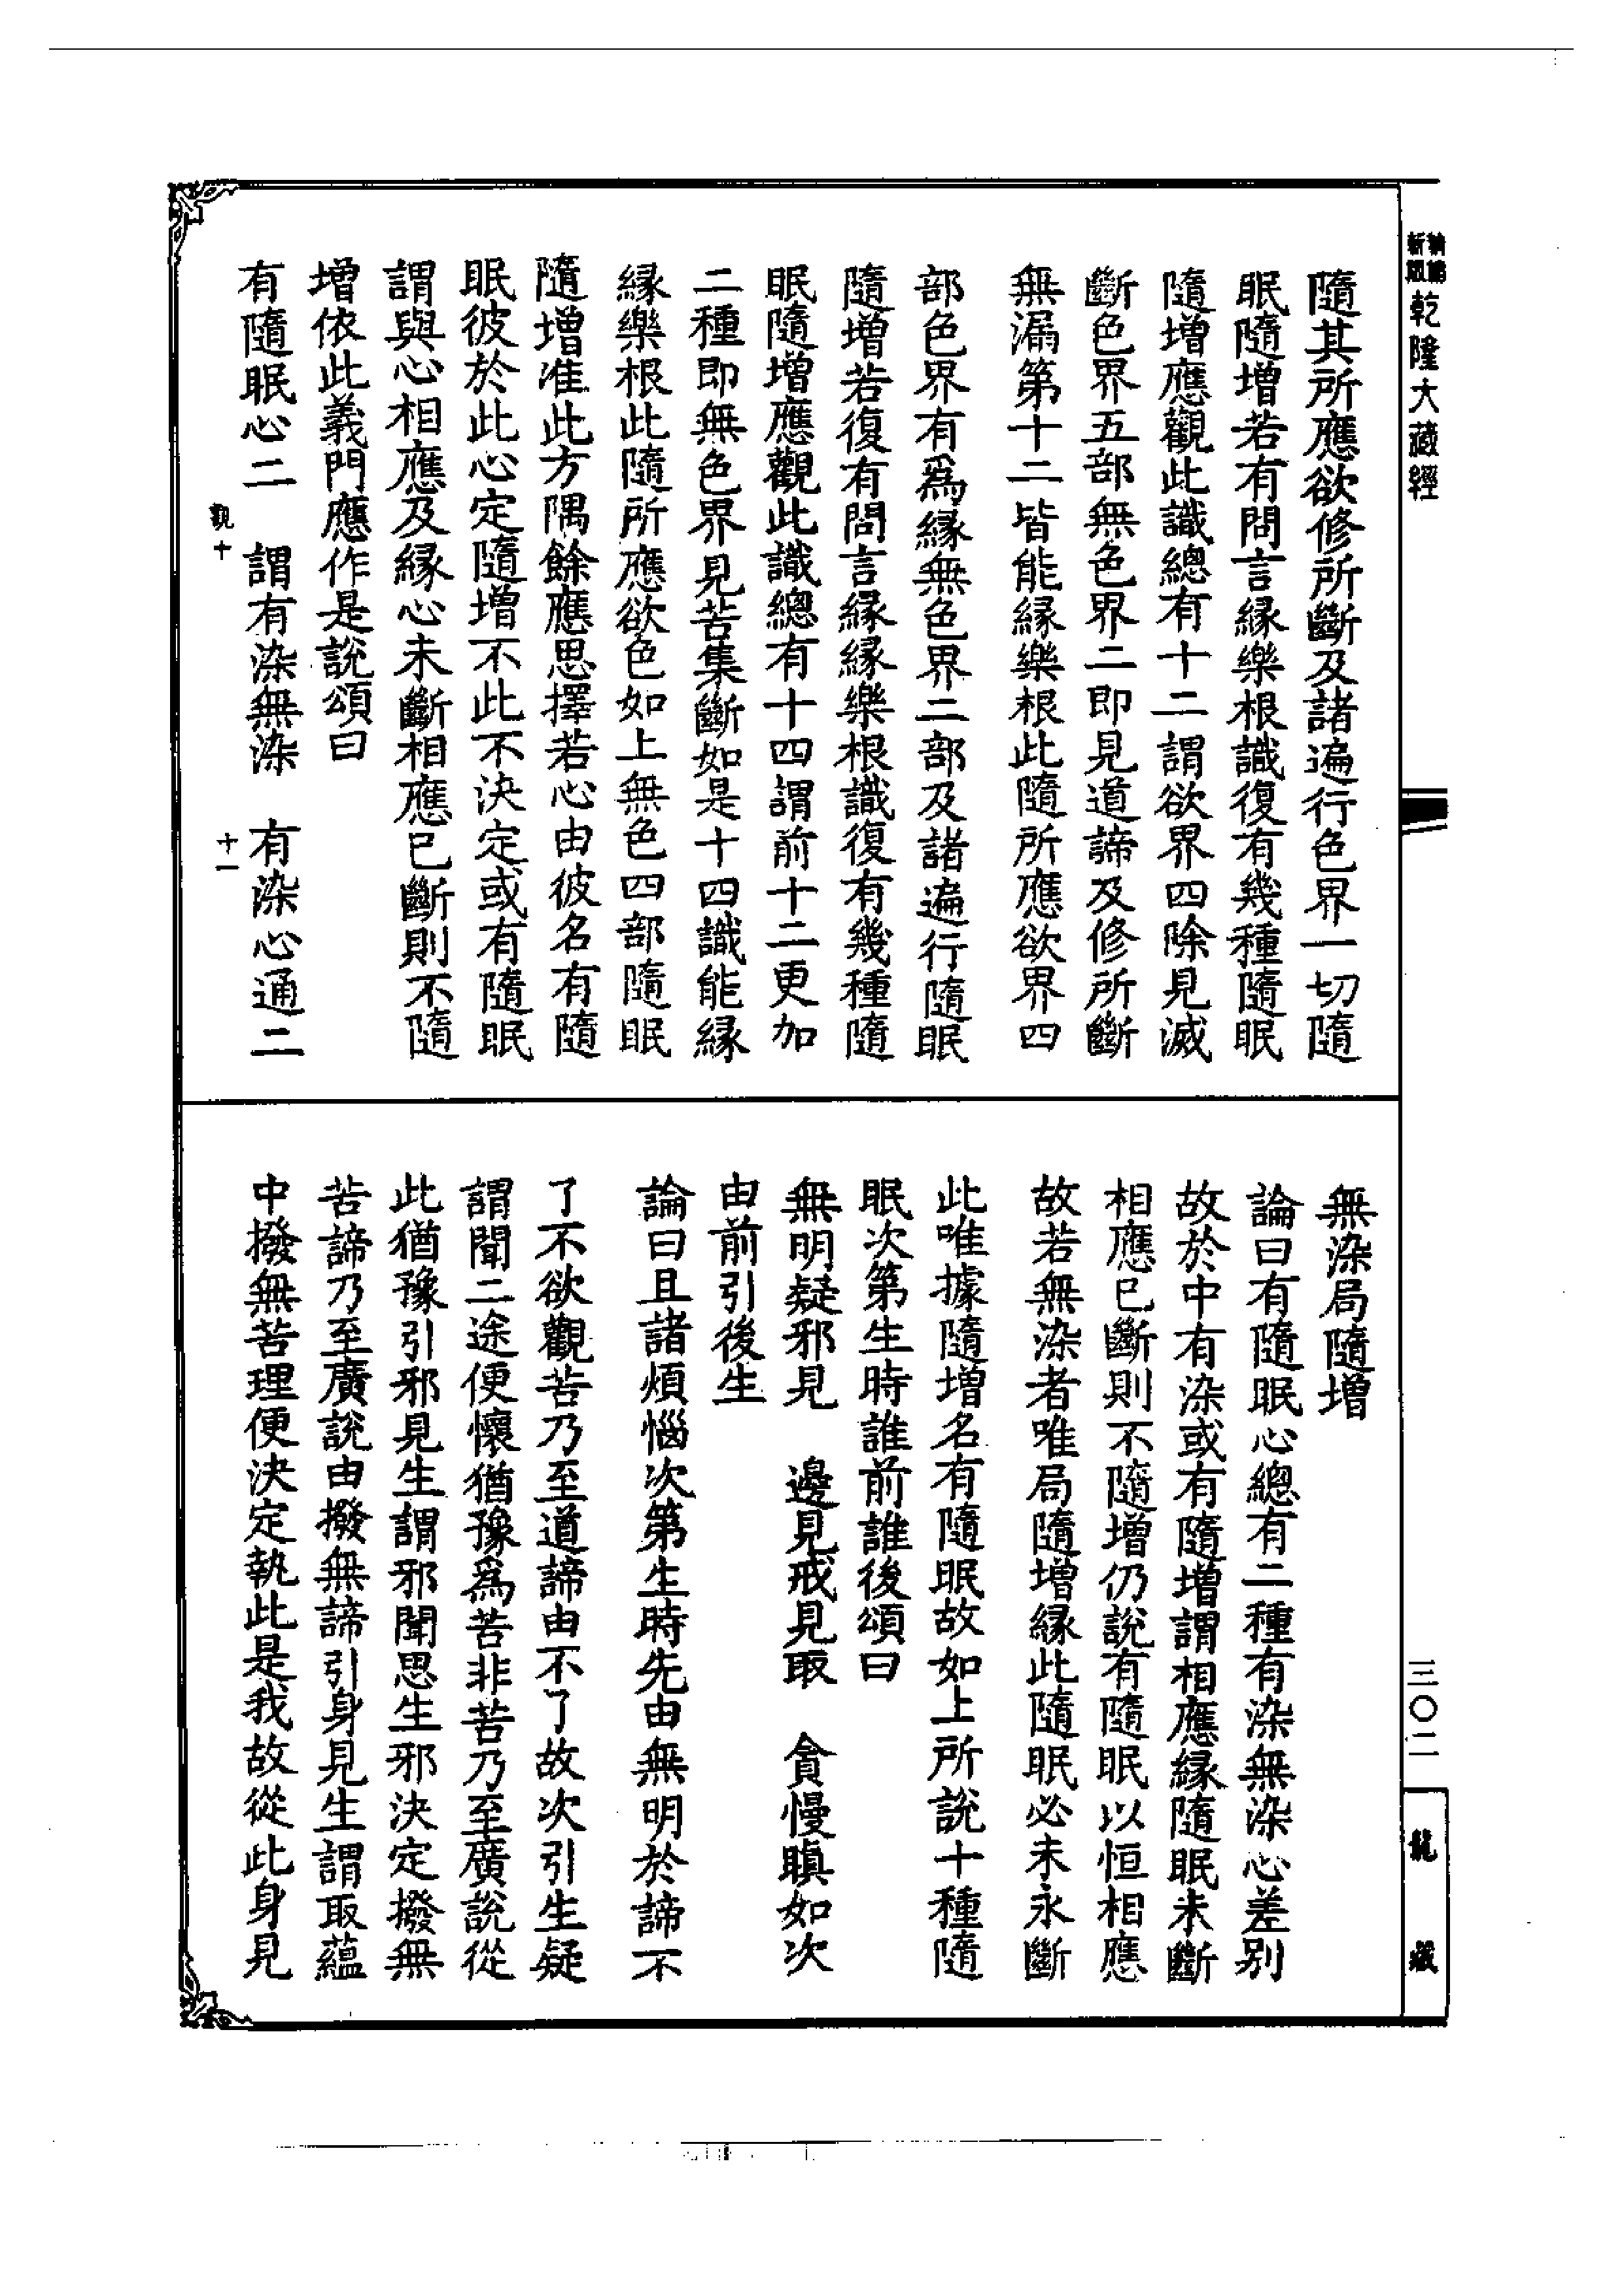 乾隆大藏經
隨其所應欲修所斷及諸遍行色界一切隨
眠隨增若有問言緣樂根識復有幾種隨眠
隨增應觀此識總有十二謂欲界四除見滅
斷色界五部無色界二即見道諦及修所斷
無漏第十二皆能緣樂根此隨所應欲界四
部色界有爲緣無色界二部及諸遍行隨眠
隨增若復有問言緣緣樂根識復有幾種隨
眠隨增應觀此識總有十四謂前十二更加
二種即無色界見苦集斷如是十四識能緣
緣樂根此隨所應欲色如上無色四部隨眠
隨增准此方隅餘應思擇若心由彼名有隨
眠彼於此心定隨增不此不決定或有隨眠
謂與心相應及緣心未斷相應已斷則不隨
增依此義門應作是說頌曰
有隨眠心二　謂有染無染　有染心通二
觀十　十一
無染局隨增
論曰有隨眠心總有二種有染無染心差別
故於中有染或有隨增謂相應緣隨眠未斷
相應已斷則不隨增仍說有隨眠以恒相應
故若無染者唯局隨增緣此隨眠必未永斷
此唯據隨增名有隨眠故如上所說十種隨
眠次第生時誰前誰後頌曰
無明疑邪見　邊見戒見取　貪慢瞋如次
由前引後生
論曰且諸煩惱次第生時先由無明於諦不
了不欲觀苦乃至道諦由不了故次引生疑
謂聞二途便懷猶豫爲苦非苦乃至廣說從
此猶豫引邪見生謂邪聞思生邪決定撥無
苦諦乃至廣說由撥無諦引身見生謂取蘊
中撥無苦理便決定執此是我故從此身見
三〇二
龍藏